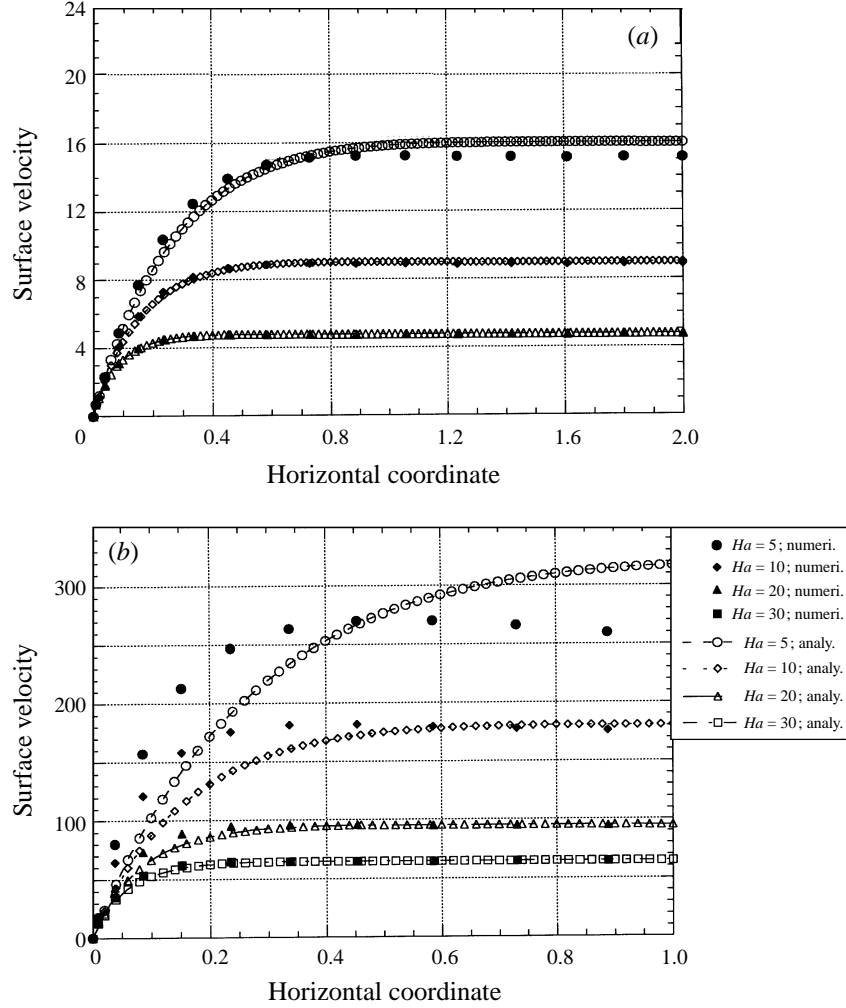 24
20
16
12
8
4
0
0.4
0.8
1.2
1.6
2.0
Surface velocity
Horizontal coordinate
(a)
300
200
100
0
0
0.2
0.4
0.6
0.8
1.0
Surface velocity
Horizontal coordinate
(b)
Ha = 5; numeri.
Ha = 10; numeri.
Ha = 20; numeri.
Ha = 30; numeri.
Ha = 5; analy.
Ha = 10; analy.
Ha = 20; analy.
Ha = 30; analy.